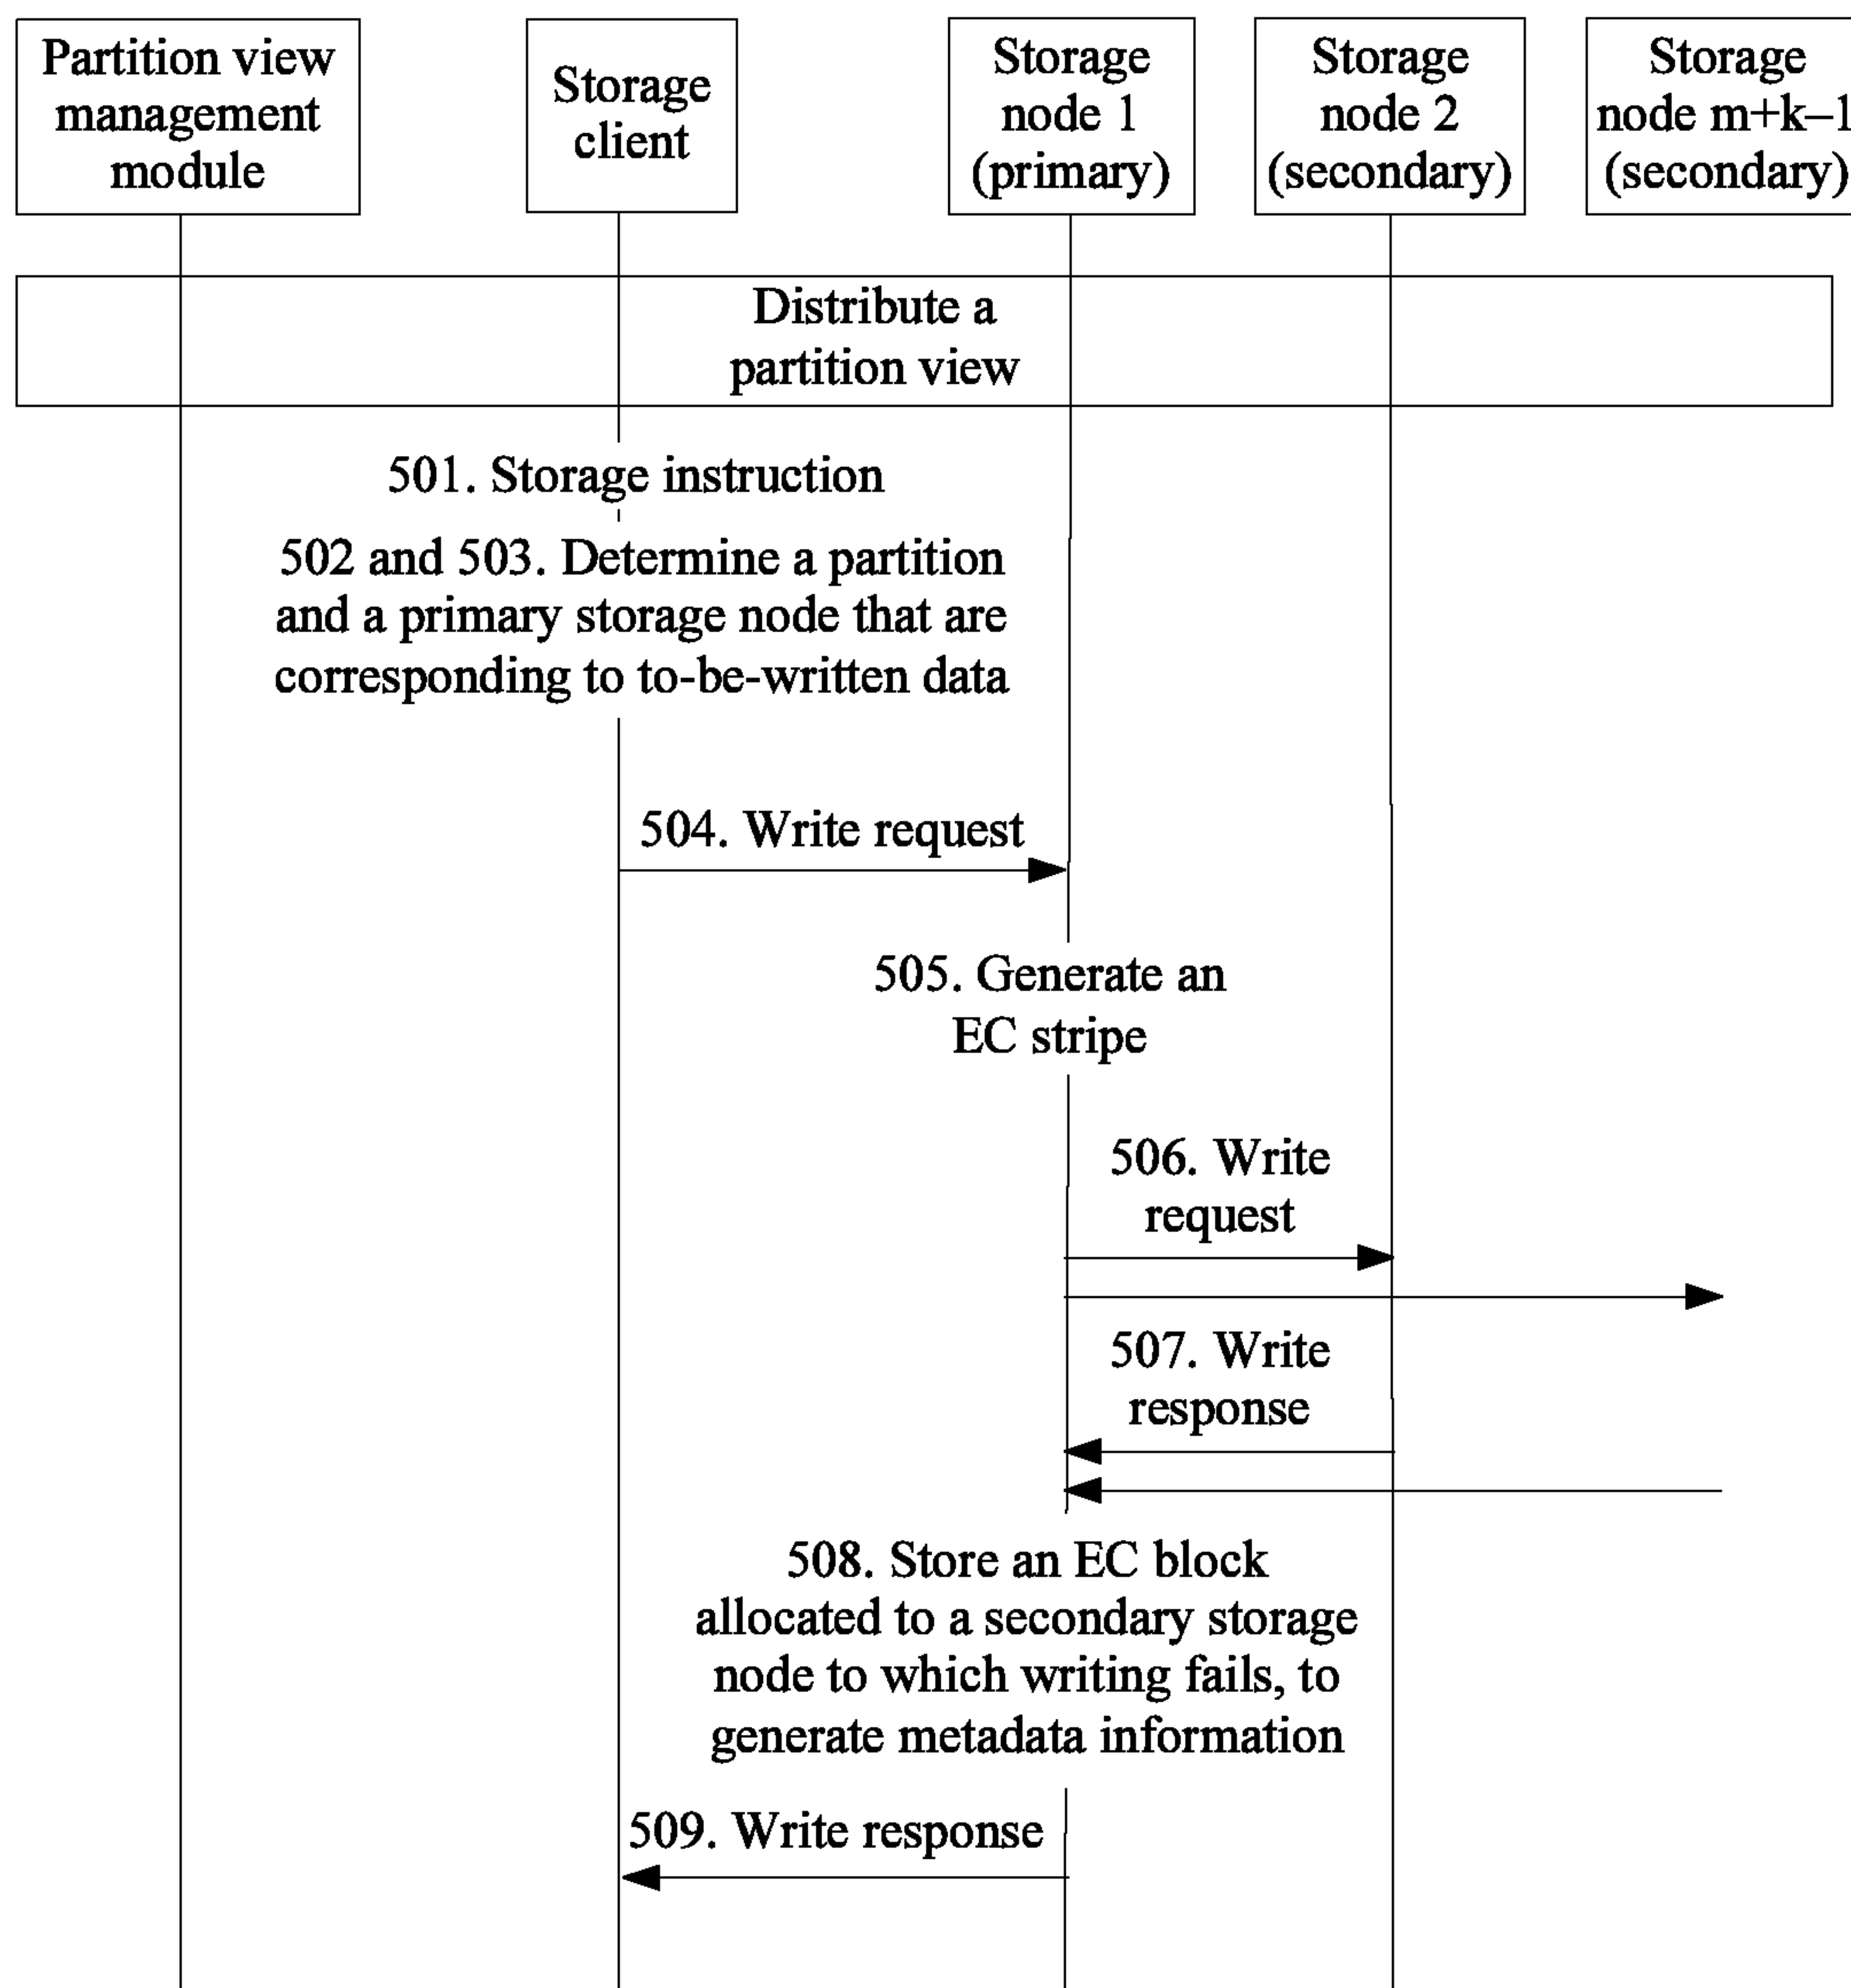 Partition view
management
module
Storage
client
Storage
node 1
(primary)
Storage
node 2
(secondary)
Storage
node m+k–1
(secondary)
Distribute a
partition view
501. Storage instruction
502 and 503. Determine a partition
and a primary storage node that are
corresponding to to-be-written data
504. Write request
505. Generate an
EC stripe
506. Write
request
507. Write
response
508. Store an EC block
allocated to a secondary storage
node to which writing fails, to
generate metadata information
509. Write response